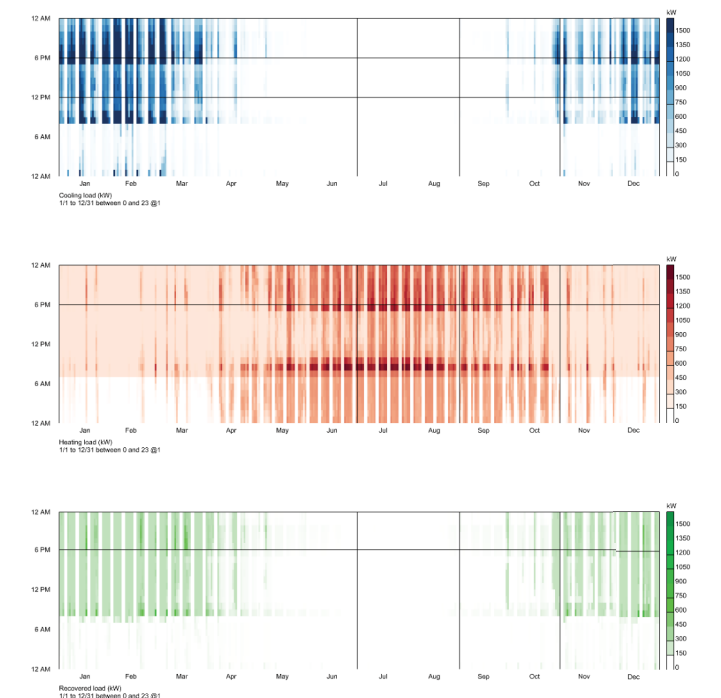 kW
12 AM
6 PM
12 PM
6 AM
12 AM
1500
1350
1200
1050
900
750
600
450
300
150
0
Jan Feb Mar Apr May Jun Jul Aug Sep Oct Nov Dec
Cooling load (kW)
1/1 to 12/31 between 0 and 23 @1
kW
12 AM
6 PM
12 PM
6 AM
12 AM
1500
1350
1200
1050
900
750
600
450
300
150
0
Jan Feb Mar Apr May Jun Jul Aug Sep Oct Nov Dec
Heating load (kW)
1/1 to 12/31 between 0 and 23 @1
kW
12 AM
6 PM
12 PM
6 AM
12 AM
1500
1350
1200
1050
900
750
600
450
300
150
0
Jan Feb Mar Apr May Jun Jul Aug Sep Oct Nov Dec
Recovered load (kW)
1/1 to 12/31 between 0 and 23 @1